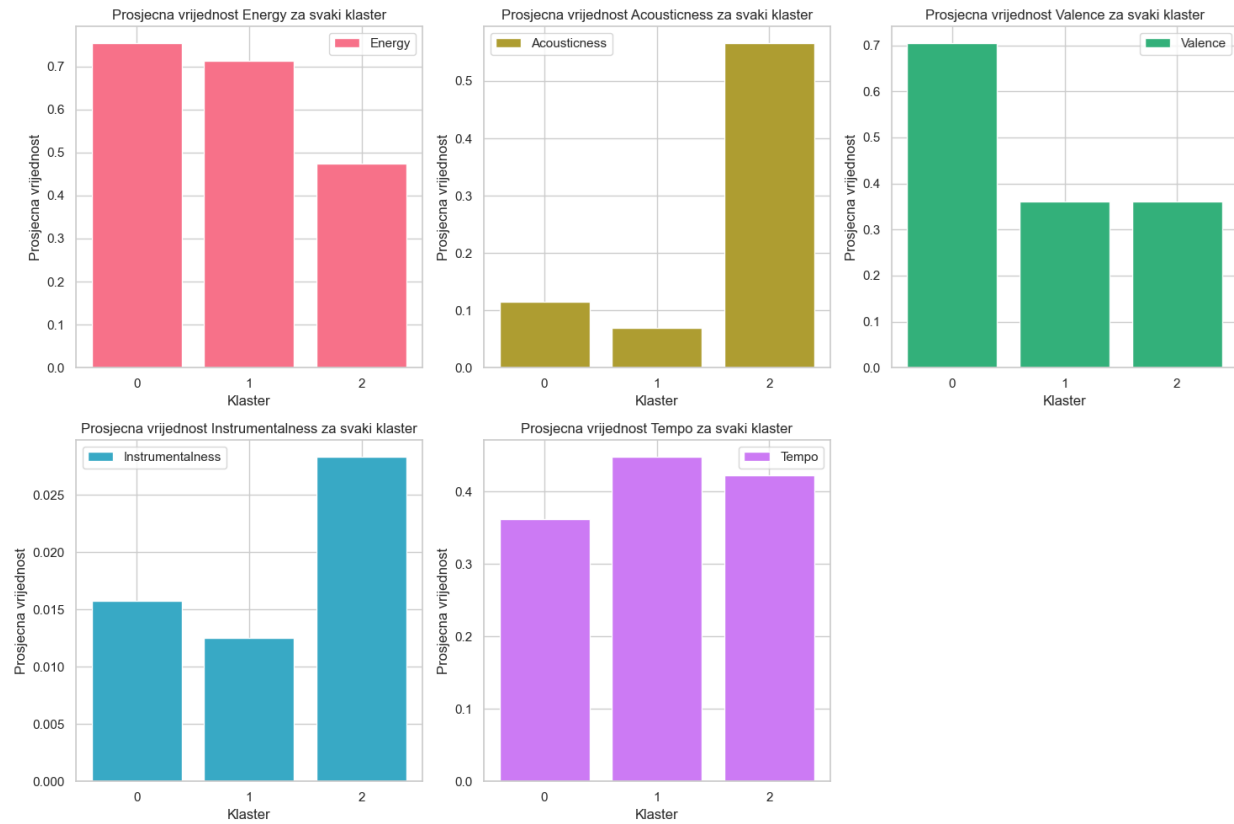 Prosjecna vrijednost Energy za svaki klaster
Energy
Prosjecna vrijednost
0.7
0.6
0.5
0.4
0.3
0.2
0.1
0.0
0 1 2
Klaster
Prosjecna vrijednost Acousticness za svaki klaster
Acousticness
Prosjecna vrijednost
0.5
0.4
0.3
0.2
0.1
0.0
0 1 2
Klaster
Prosjecna vrijednost Valence za svaki klaster
Valence
Prosjecna vrijednost
0.7
0.6
0.5
0.4
0.3
0.2
0.1
0.0
0 1 2
Klaster
Prosjecna vrijednost Instrumentalness za svaki klaster
Instrumentalness
Prosjecna vrijednost
0.025
0.020
0.015
0.010
0.005
0.000
0 1 2
Klaster
Prosjecna vrijednost Tempo za svaki klaster
Tempo
Prosjecna vrijednost
0.4
0.3
0.2
0.1
0.0
0 1 2
Klaster